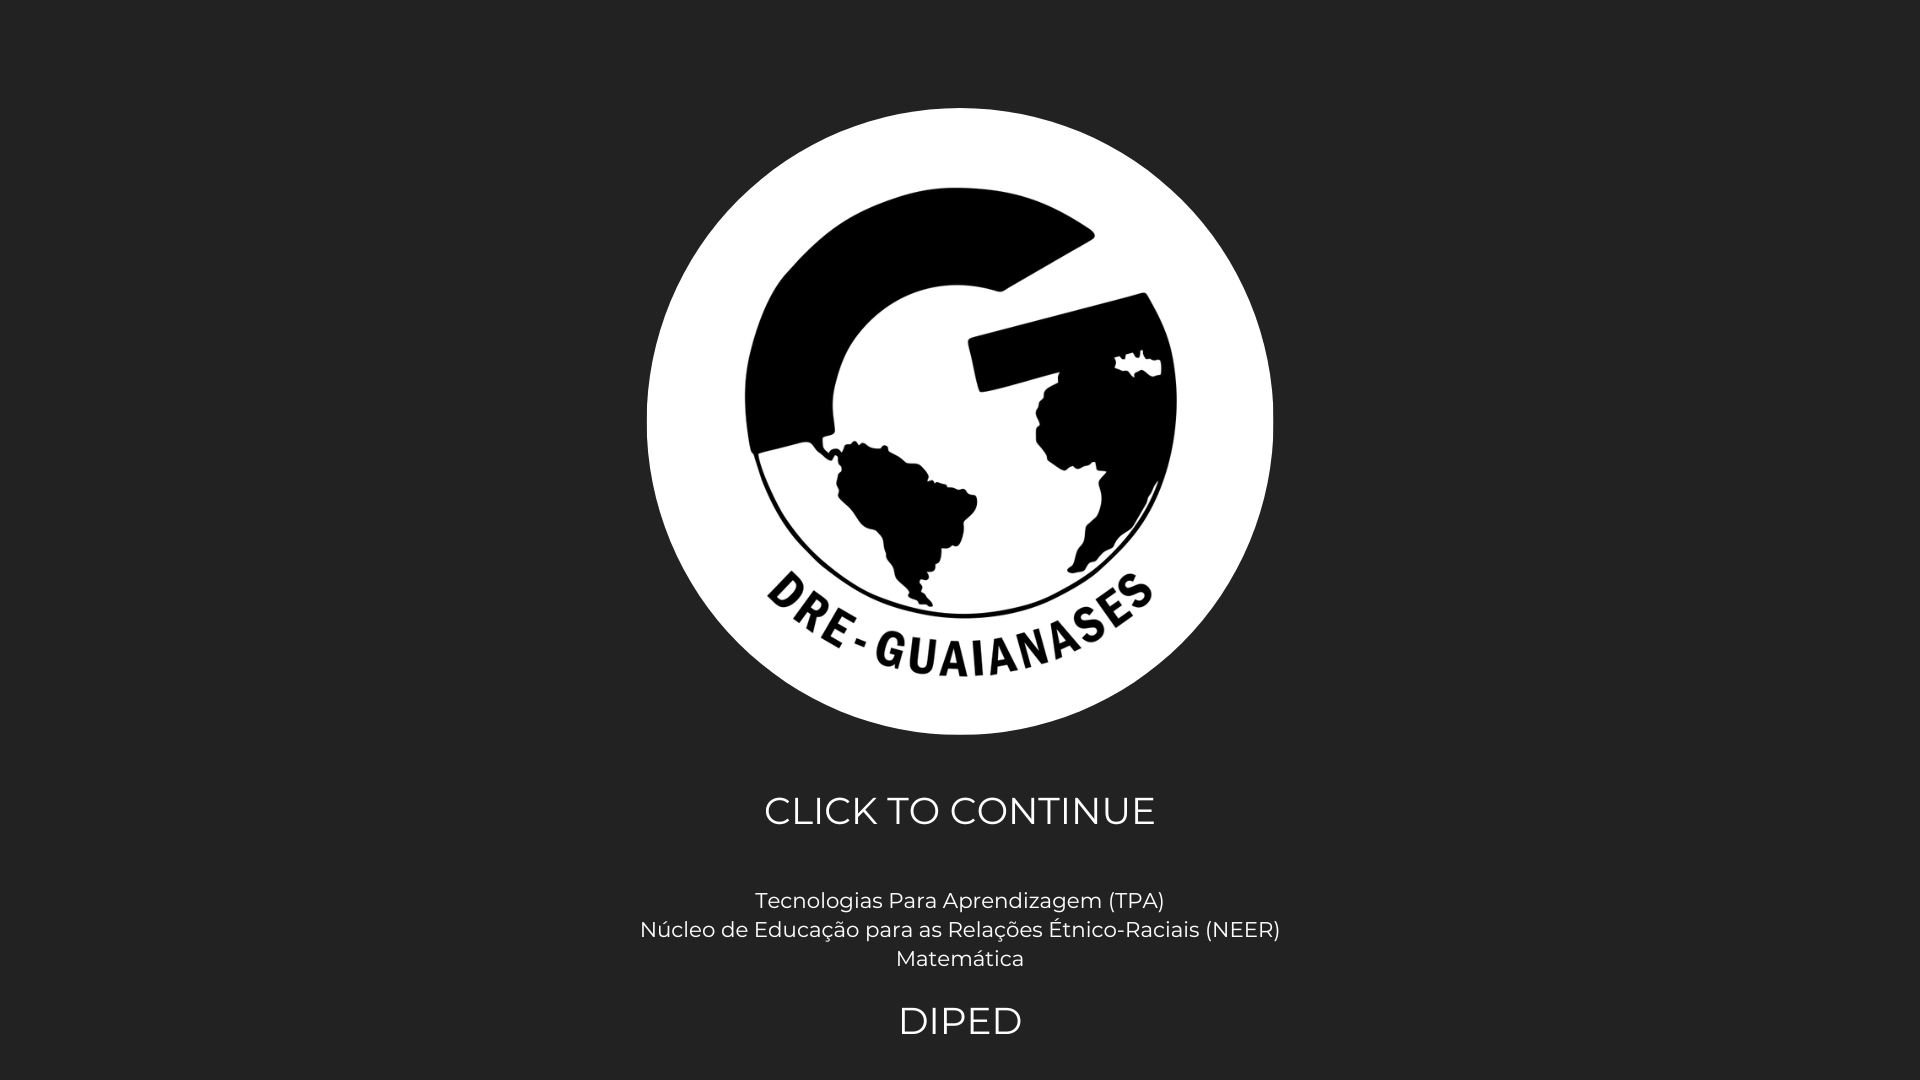 DRE - GUAIANASES
CLICK TO CONTINUE
Tecnologias Para Aprendizagem (TPA)
Núcleo de Educação para as Relações Étnico-Raciais (NEER)
Matemática
DIPED